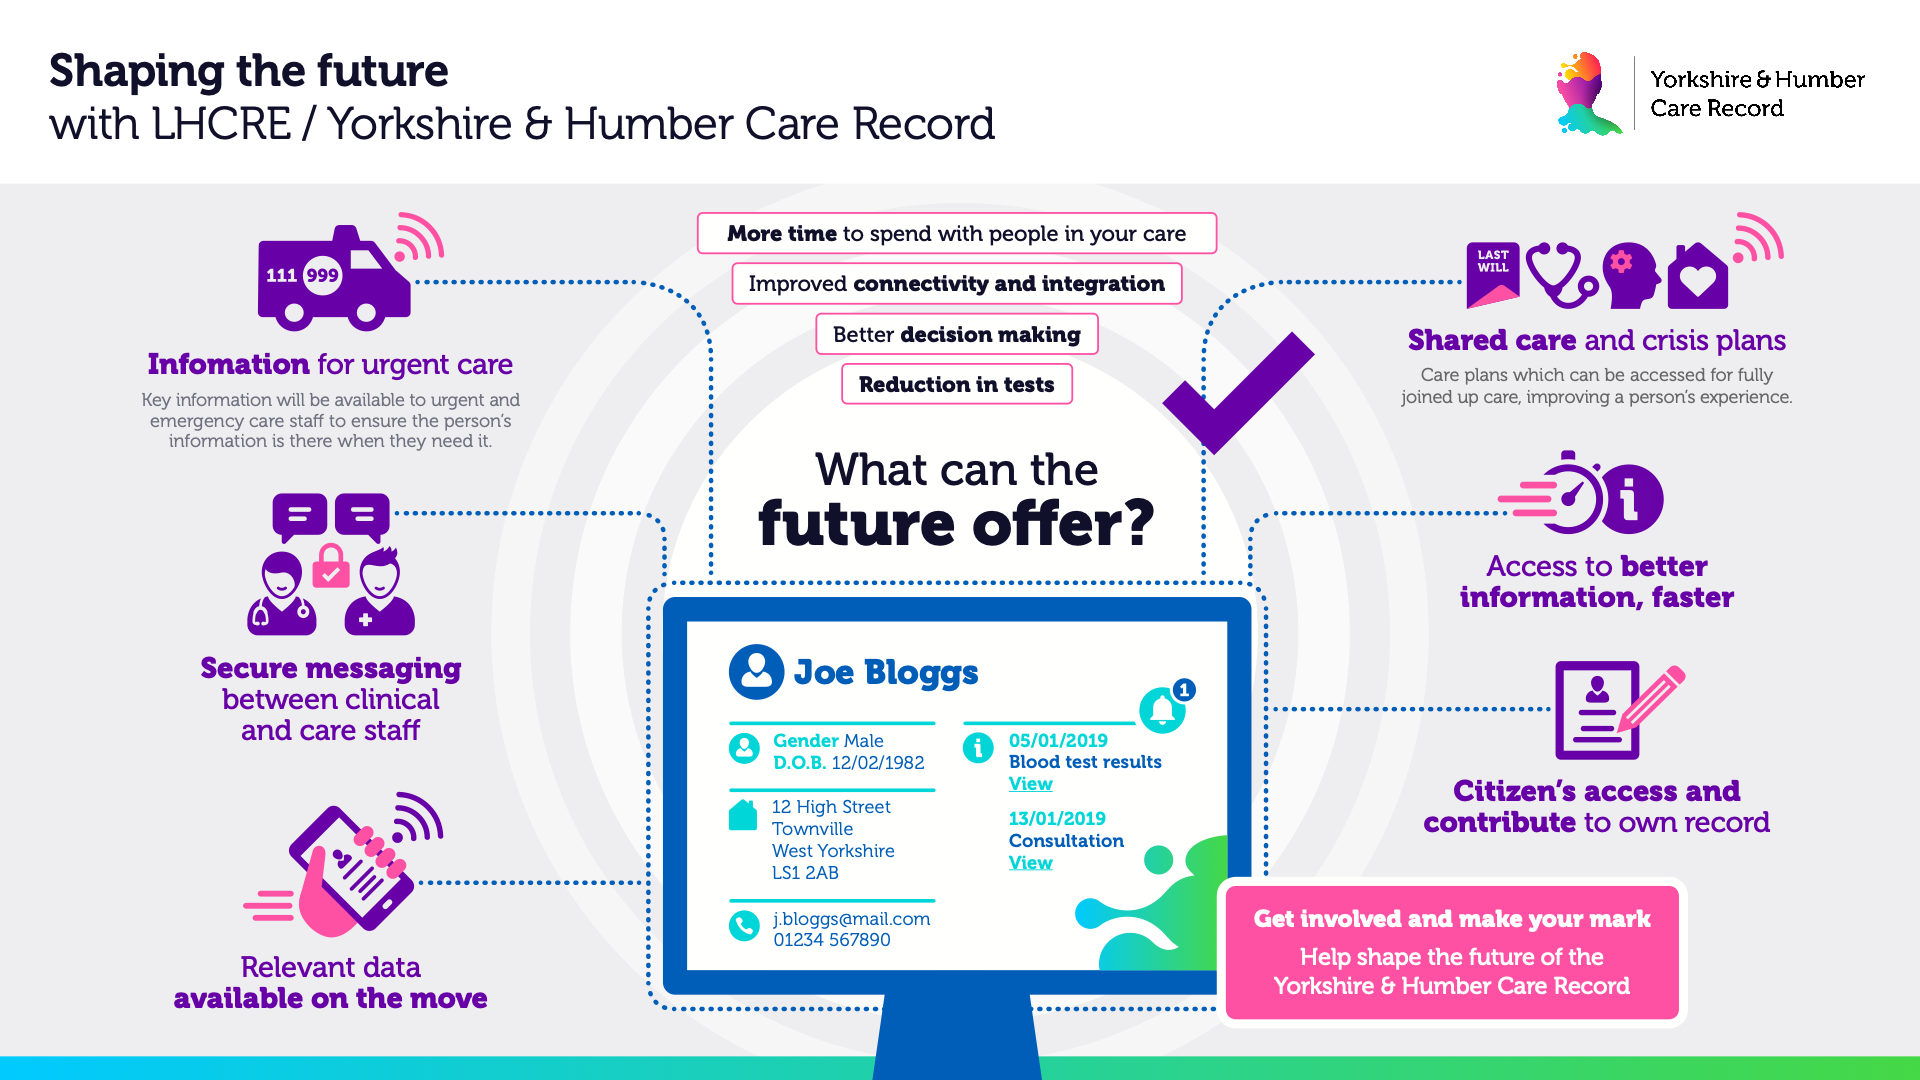 Shaping the future
with LHCRE / Yorkshire & Humber Care Record
Yorkshire & Humber
Care Record
111 999
Infomation for urgent care
Key information will be available to urgent and
emergency care staff to ensure the person's
information is there when they need it.
Secure messaging
between clinical
and care staff
Relevant data
available on the move
More time to spend with people in your care
Improved connectivity and integration
Better decision making
Reduction in tests
What can the
future offer?
Joe Bloggs
1
Gender Male
D.O.B. 12/02/1982
12 High Street
Townville
West Yorkshire
LS1 2AB
j.bloggs@mail.com
01234 567890
05/01/2019
Blood test results
View
13/01/2019
Consultation
View
LAST
WILL
Shared care and crisis plans
Care plans which can be accessed for fully
joined up care, improving a person's experience.
Access to better
information, faster
Citizen's access and
contribute to own record
Get involved and make your mark
Help shape the future of the
Yorkshire & Humber Care Record